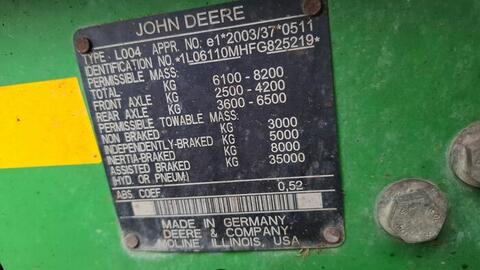 JOHN DEERE
TYPE L004 APPR. NO: e1*2003/37*0511
IDENTIFICATION NO.*1L06110MHFG825219*
PERMISSIBLE MASS:
TOTAL KG 6100 - 8200
FRONT AXLE KG 2500 - 4200
REAR AXLE KG 3600 - 6500
PERMISSIBLE TOWABLE MASS:
NON BRAKED KG 3000
INDEPENDENTLY-BRAKED KG 5000
INERTIA-BRAKED KG 8000
ASSISTED BRAKED KG 35000
(HYD. OR PNEUM.)
ABS. COEF. 0,52
MADE IN GERMANY
DEERE & COMPANY
MOLINE, ILLINOIS, USA